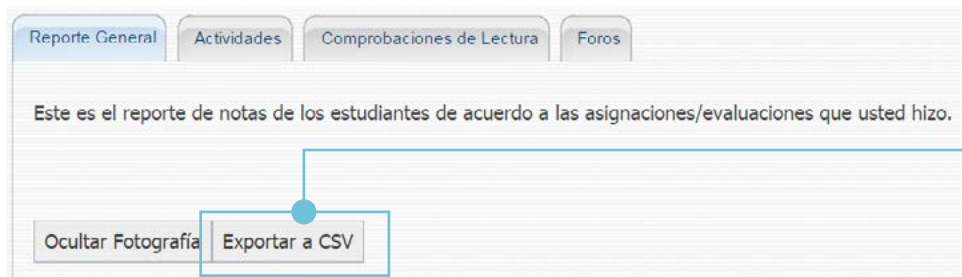 Reporte General Actividades Comprobaciones de Lectura Foros
Este es el reporte de notas de los estudiantes de acuerdo a las asignaciones/evaluaciones que usted hizo.
Ocultar Fotografía Exportar a CSV